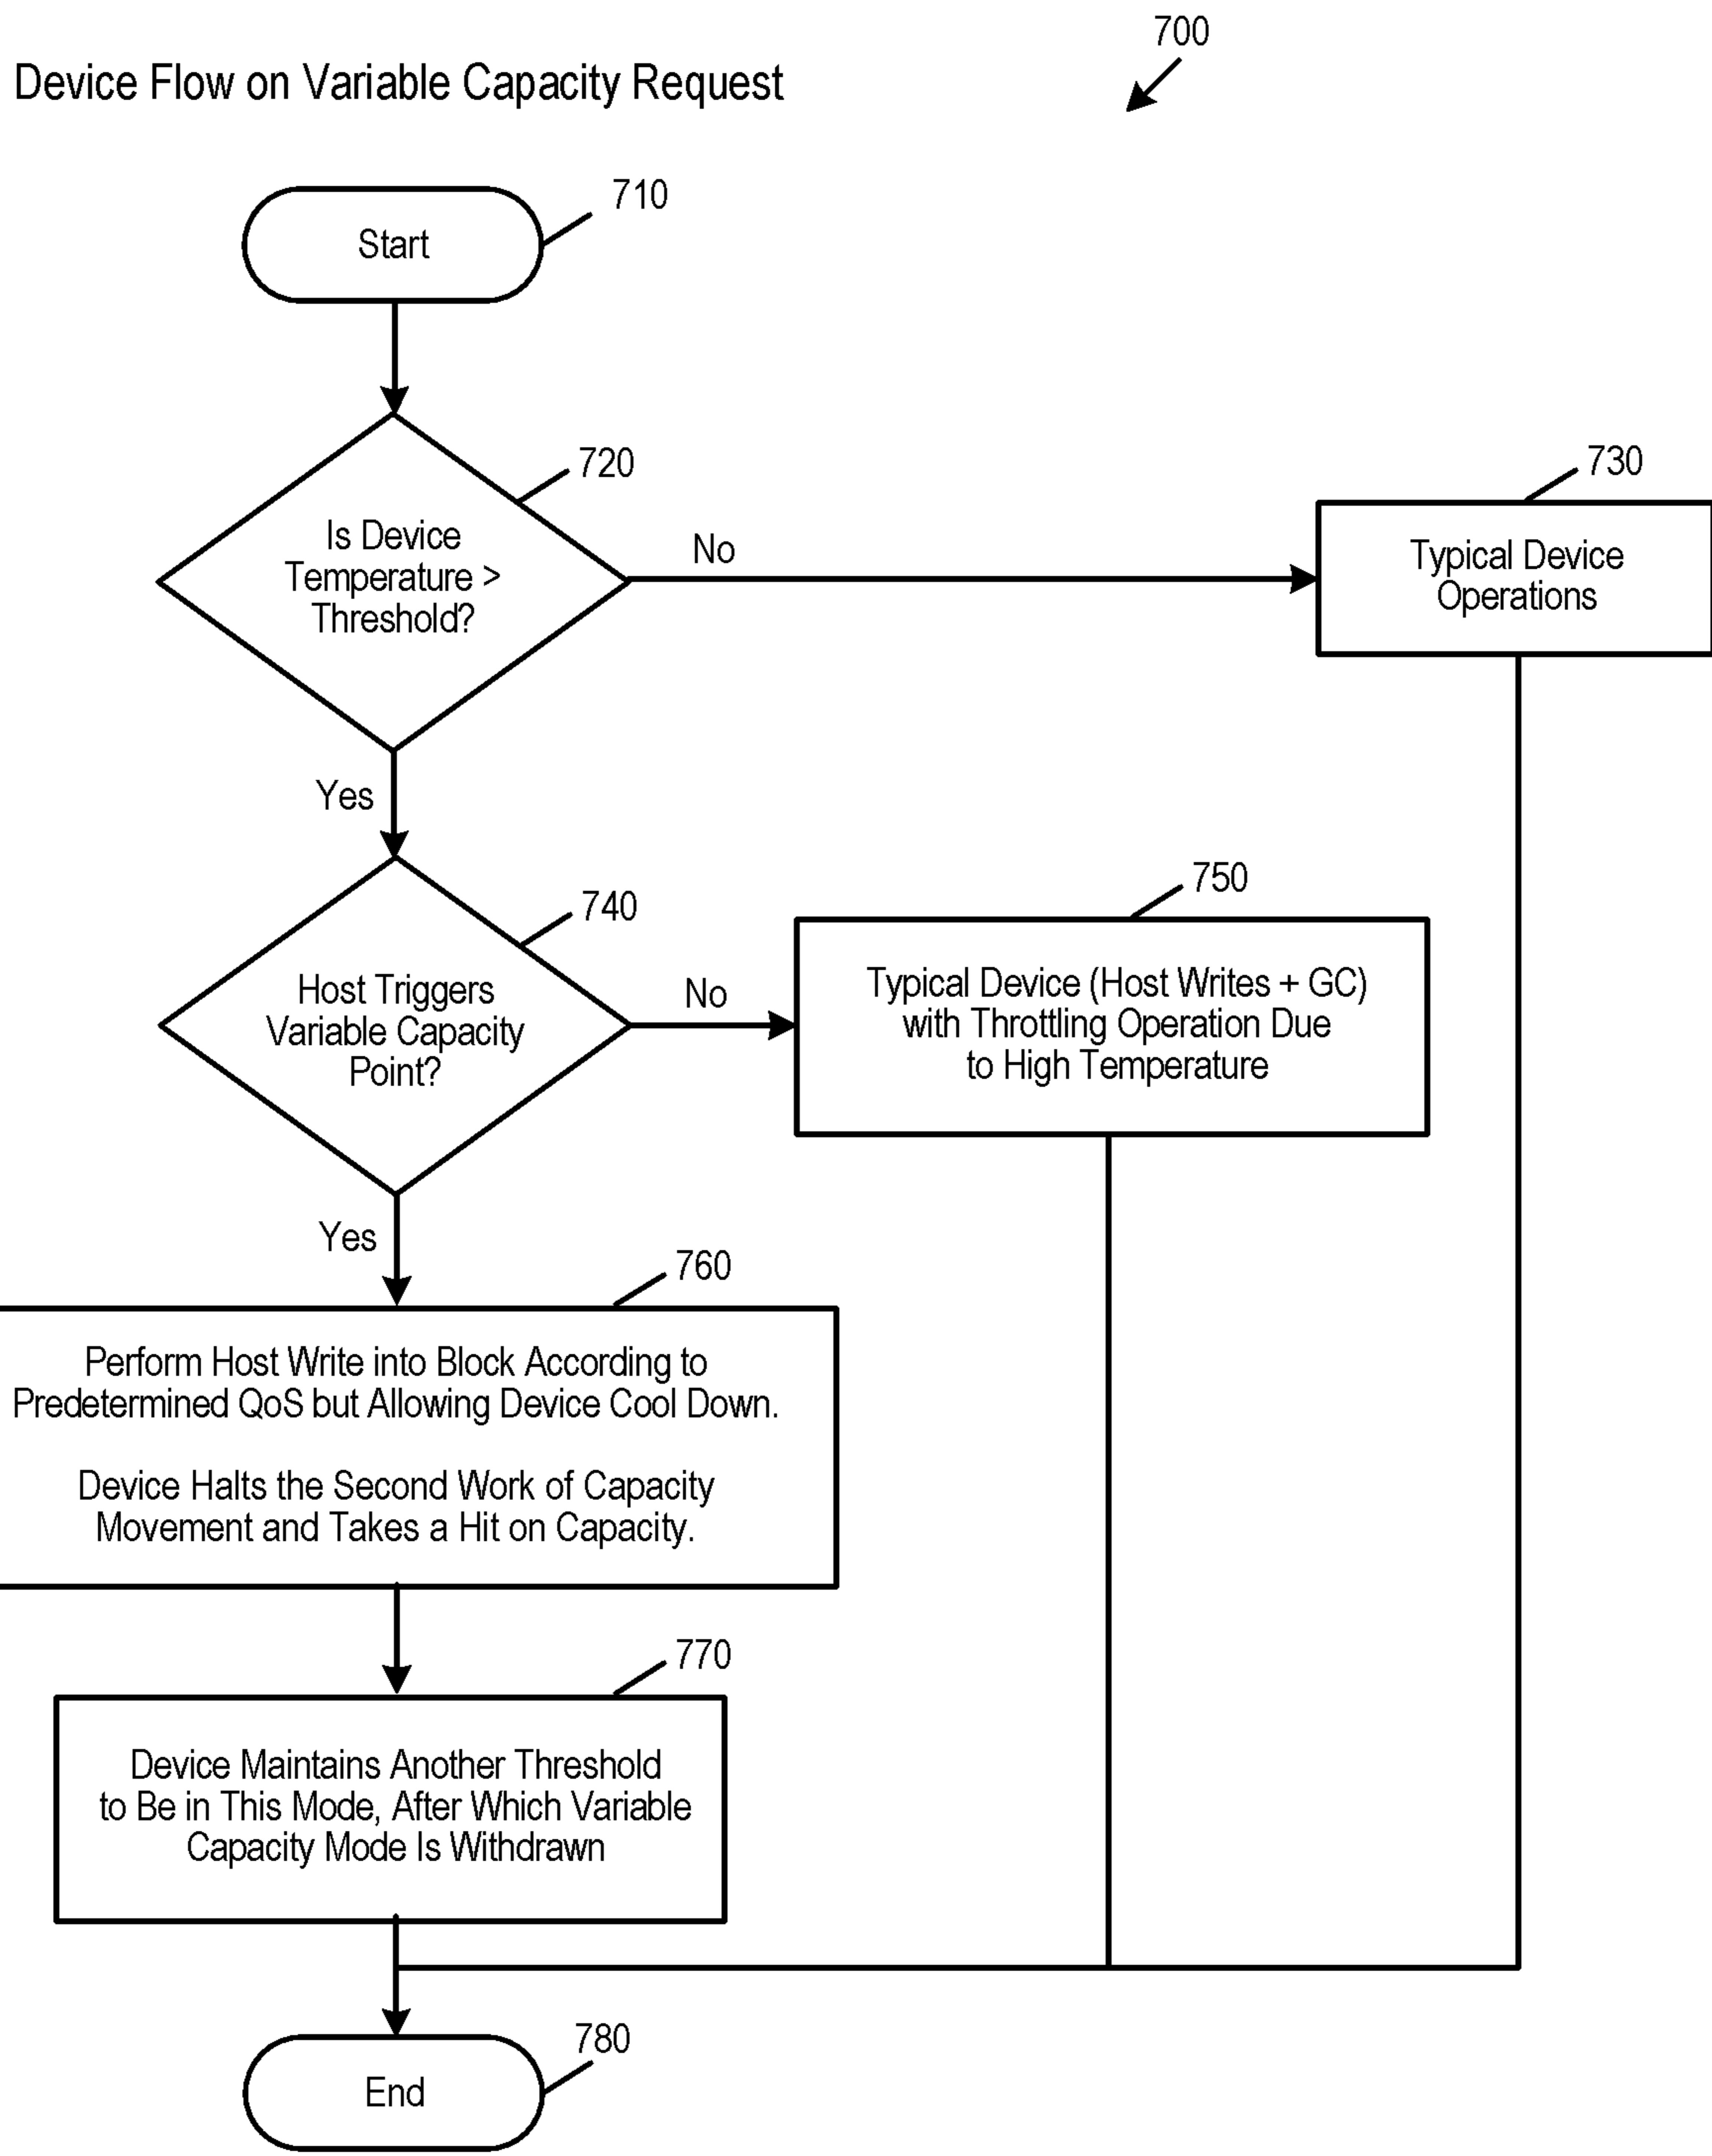 700
Device Flow on Variable Capacity Request
710
Start
720
Is Device
Temperature >
Threshold?
No
730
Typical Device
Operations
Yes
740
Host Triggers
Variable Capacity
Point?
No
750
Typical Device (Host Writes + GC)
with Throttling Operation Due
to High Temperature
Yes
760
Perform Host Write into Block According to
Predetermined QoS but Allowing Device Cool Down.
Device Halts the Second Work of Capacity
Movement and Takes a Hit on Capacity.
770
Device Maintains Another Threshold
to Be in This Mode, After Which Variable
Capacity Mode Is Withdrawn
780
End